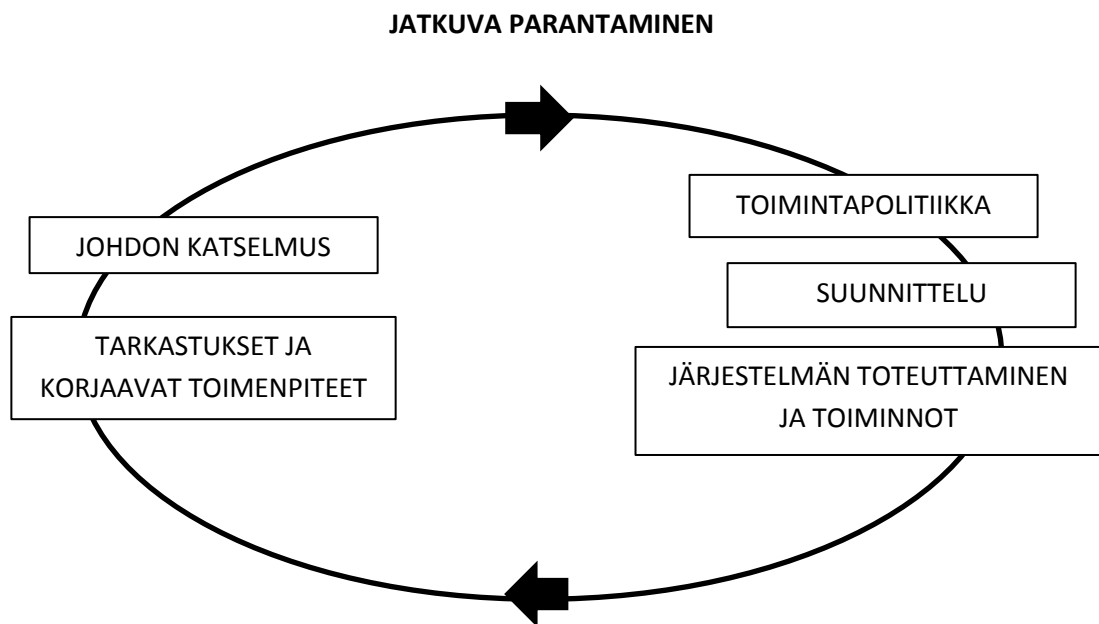 JATKUVA PARANTAMINEN
TOIMINTAPOLITIIKKA
JOHDON KATSELMUS
SUUNNITTELU
TARKASTUKSET JA
KORJAAVAT TOIMENPITEET
JÄRJESTELMÄN TOTEUTTAMINEN
JA TOIMINNOT